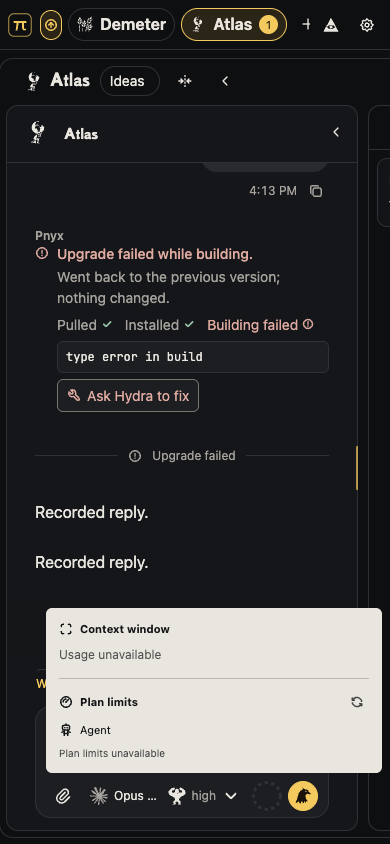 π
Demeter
Atlas 1
Atlas
Ideas
Atlas
4:13 PM
Pnyx
Upgrade failed while building.
Went back to the previous version;
nothing changed.
Pulled
Installed
Building failed
type error in build
Ask Hydra to fix
Upgrade failed
Recorded reply.
Recorded reply.
Context window
Usage unavailable
W
Plan limits
Agent
Plan limits unavailable
Opus ...
high